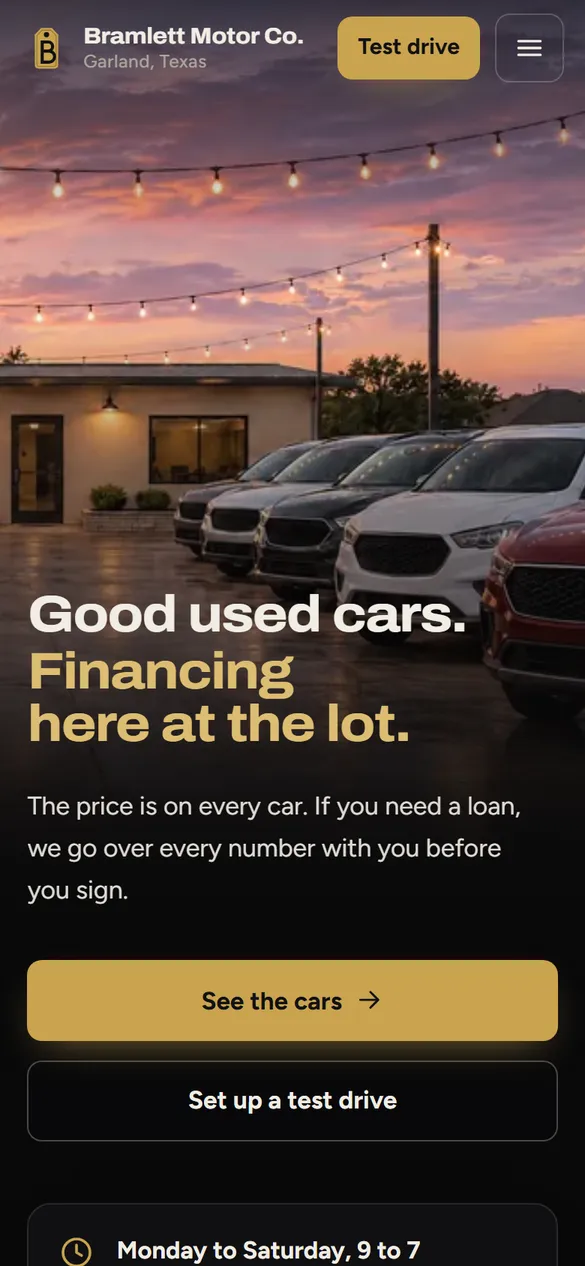 B
Bramlett Motor Co.
Garland, Texas
Test drive
Good used cars.
Financing
here at the lot.
The price is on every car. If you need a loan,
we go over every number with you before
you sign.
See the cars →
Set up a test drive
Monday to Saturday, 9 to 7